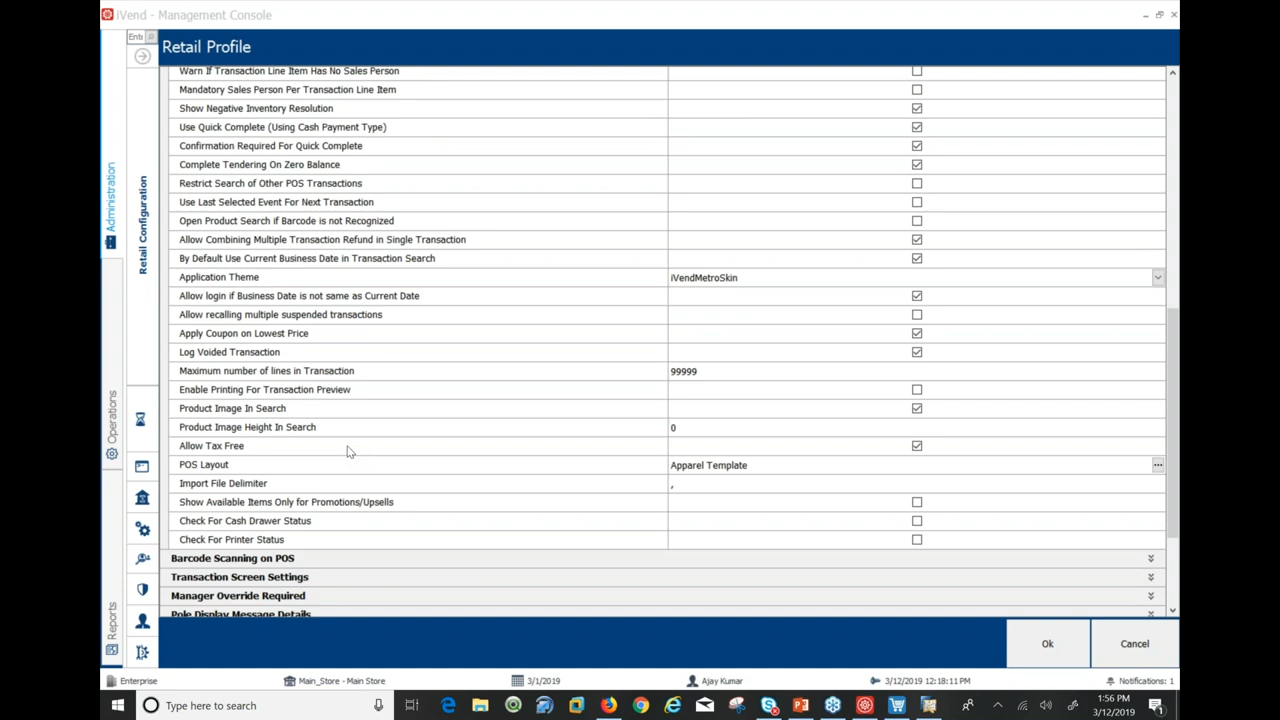 iVend - Management Console
Ente
Retail Profile
Administration
Operations
Reports
Retail Configuration
Warn If Transaction Line Item Has No Sales Person
Mandatory Sales Person Per Transaction Line Item
Show Negative Inventory Resolution
Use Quick Complete (Using Cash Payment Type)
Confirmation Required For Quick Complete
Complete Tendering On Zero Balance
Restrict Search of Other POS Transactions
Use Last Selected Event For Next Transaction
Open Product Search if Barcode is not Recognized
Allow Combining Multiple Transaction Refund in Single Transaction
By Default Use Current Business Date in Transaction Search
Application Theme iVendMetroSkin
Allow login if Business Date is not same as Current Date
Allow recalling multiple suspended transactions
Apply Coupon on Lowest Price
Log Voided Transaction
Maximum number of lines in Transaction 99999
Enable Printing For Transaction Preview
Product Image In Search
Product Image Height In Search 0
Allow Tax Free
POS Layout Apparel Template ...
Import File Delimiter ,
Show Available Items Only for Promotions/Upsells
Check For Cash Drawer Status
Check For Printer Status
Barcode Scanning on POS
Transaction Screen Settings
Manager Override Required
Pole Display Message Details
Ok Cancel
Enterprise Main_Store - Main Store 3/1/2019 Ajay Kumar 3/12/2019 12:18:11 PM Notifications: 1
Type here to search
1:56 PM
3/12/2019